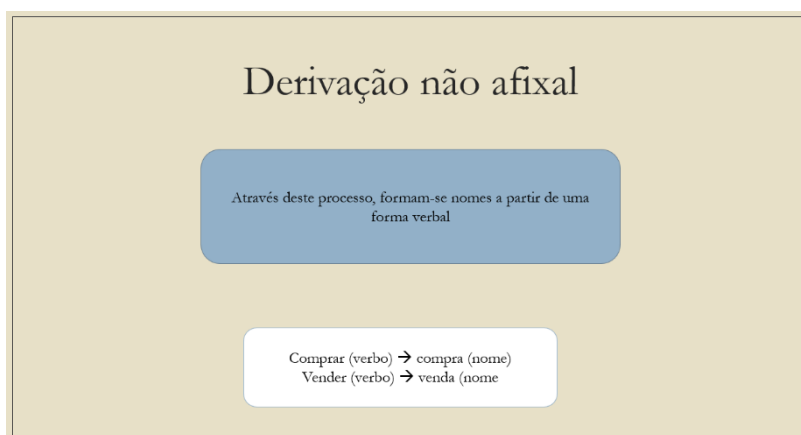 Derivação não afixal
Através deste processo, formam-se nomes a partir de uma
forma verbal
Comprar (verbo) → compra (nome)
Vender (verbo) → venda (nome